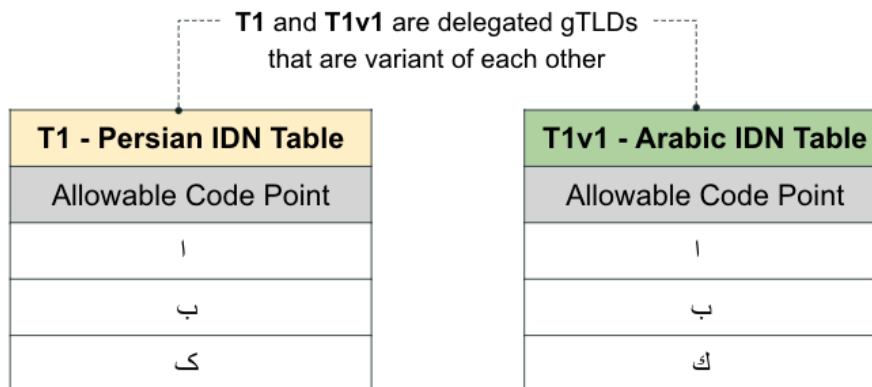 T1 and T1v1 are delegated gTLDs
that are variant of each other
T1 - Persian IDN Table
T1v1 - Arabic IDN Table
Allowable Code Point
Allowable Code Point
ا
ا
ب
ب
ک
ك